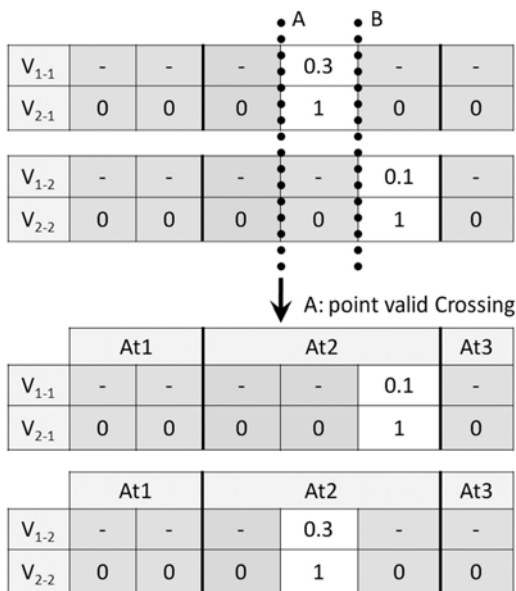 A B
V1-1 - - - 0.3 - -
V2-1 0 0 0 1 0 0
V1-2 - - - - 0.1 -
V2-2 0 0 0 0 1 0
A: point valid Crossing
At1 At2 At3
V1-1 - - - - 0.1 -
V2-1 0 0 0 0 1 0
At1 At2 At3
V1-2 - - - 0.3 - -
V2-2 0 0 0 1 0 0